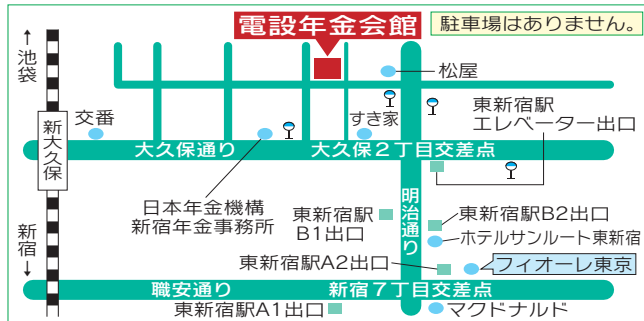 電設年金会館
駐車場はありません。
↑池袋
松屋
交番
すき家
東新宿駅
エレベーター出口
新大久保
大久保通り
大久保2丁目交差点
日本年金機構
新宿年金事務所
東新宿駅
B1出口
明治通り
東新宿駅B2出口
ホテルサンルート東新宿
新宿↓
東新宿駅A2出口
フィオーレ東京
職安通り
新宿7丁目交差点
東新宿駅A1出口
マクドナルド